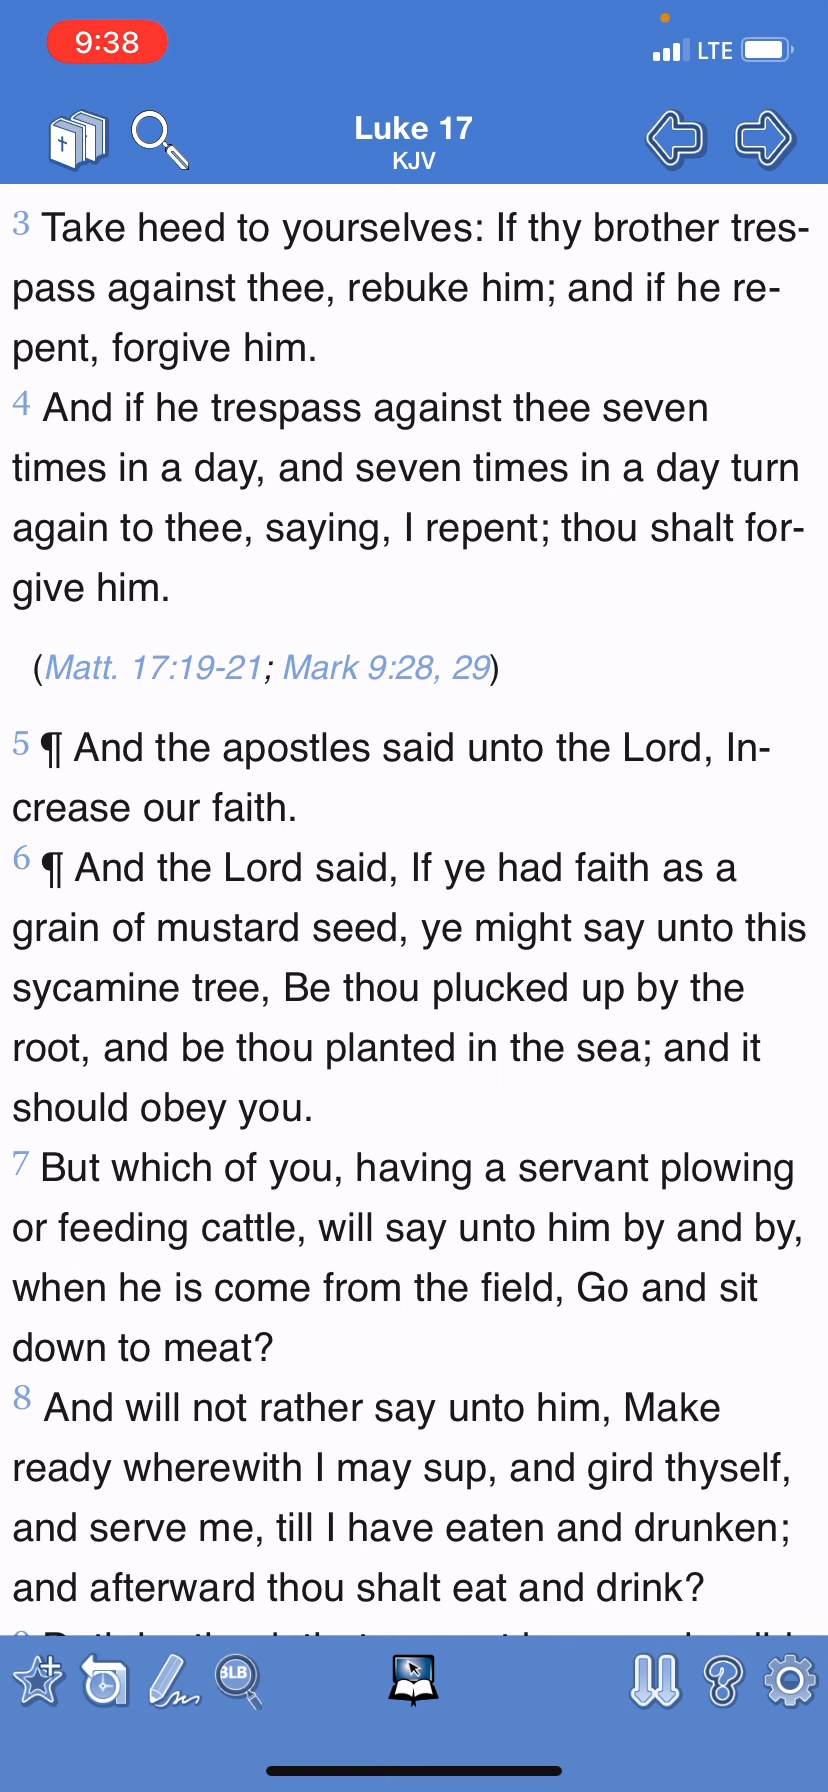 9:38
LTE
Luke 17
KJV
3 Take heed to yourselves: If thy brother tres-
pass against thee, rebuke him; and if he re-
pent, forgive him.
4 And if he trespass against thee seven
times in a day, and seven times in a day turn
again to thee, saying, I repent; thou shalt for-
give him.
(Matt. 17:19-21; Mark 9:28, 29)
5 ¶ And the apostles said unto the Lord, In-
crease our faith.
6 ¶ And the Lord said, If ye had faith as a
grain of mustard seed, ye might say unto this
sycamine tree, Be thou plucked up by the
root, and be thou planted in the sea; and it
should obey you.
7 But which of you, having a servant plowing
or feeding cattle, will say unto him by and by,
when he is come from the field, Go and sit
down to meat?
8 And will not rather say unto him, Make
ready wherewith I may sup, and gird thyself,
and serve me, till I have eaten and drunken;
and afterward thou shalt eat and drink?
BLB